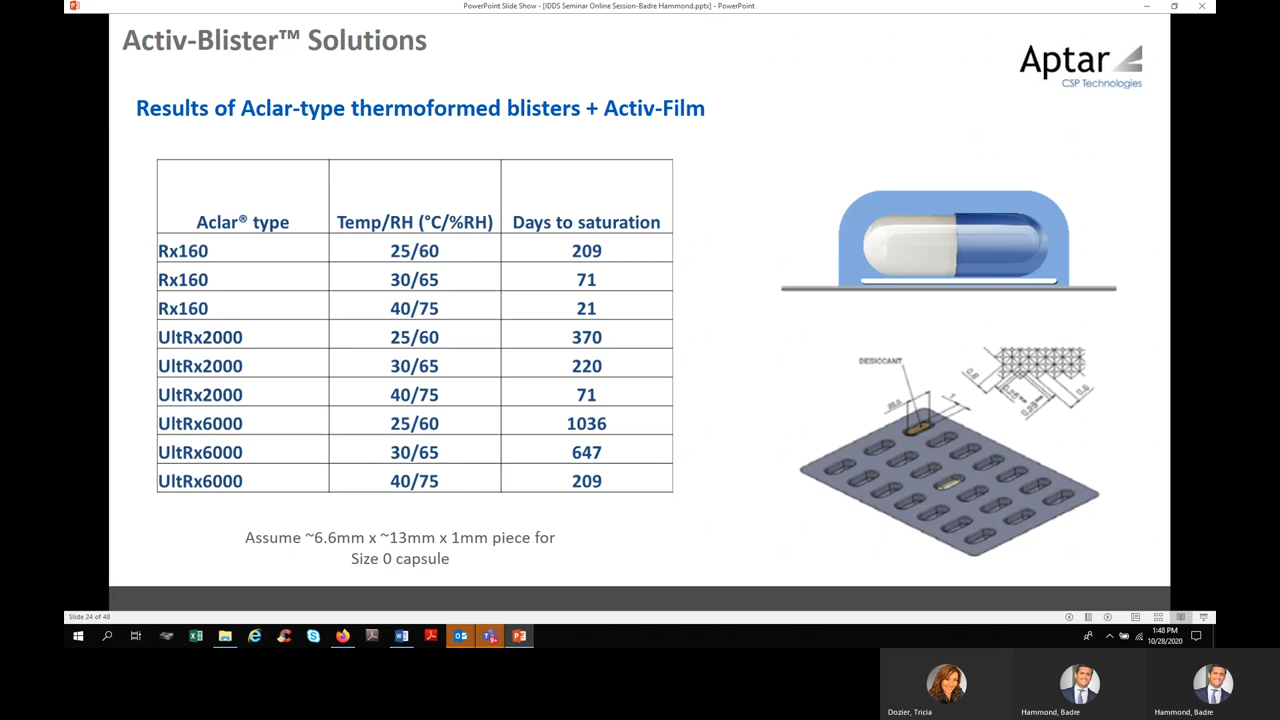 PowerPoint Slide Show - [IDDS Seminar Online Session-Badre Hammond.pptx] - PowerPoint
Activ-Blister™ Solutions
Aptar
CSP Technologies
Results of Aclar-type thermoformed blisters + Activ-Film
Aclar® type Temp/RH (°C/%RH) Days to saturation
Rx160 25/60 209
Rx160 30/65 71
Rx160 40/75 21
UltRx2000 25/60 370
UltRx2000 30/65 220
UltRx2000 40/75 71
UltRx6000 25/60 1036
UltRx6000 30/65 647
UltRx6000 40/75 209
DESICCANT
Assume ~6.6mm x ~13mm x 1mm piece for
Size 0 capsule
Slide 24 of 48
1:48 PM
10/28/2020
Dozier, Tricia
Hammond, Badre
Hammond, Badre